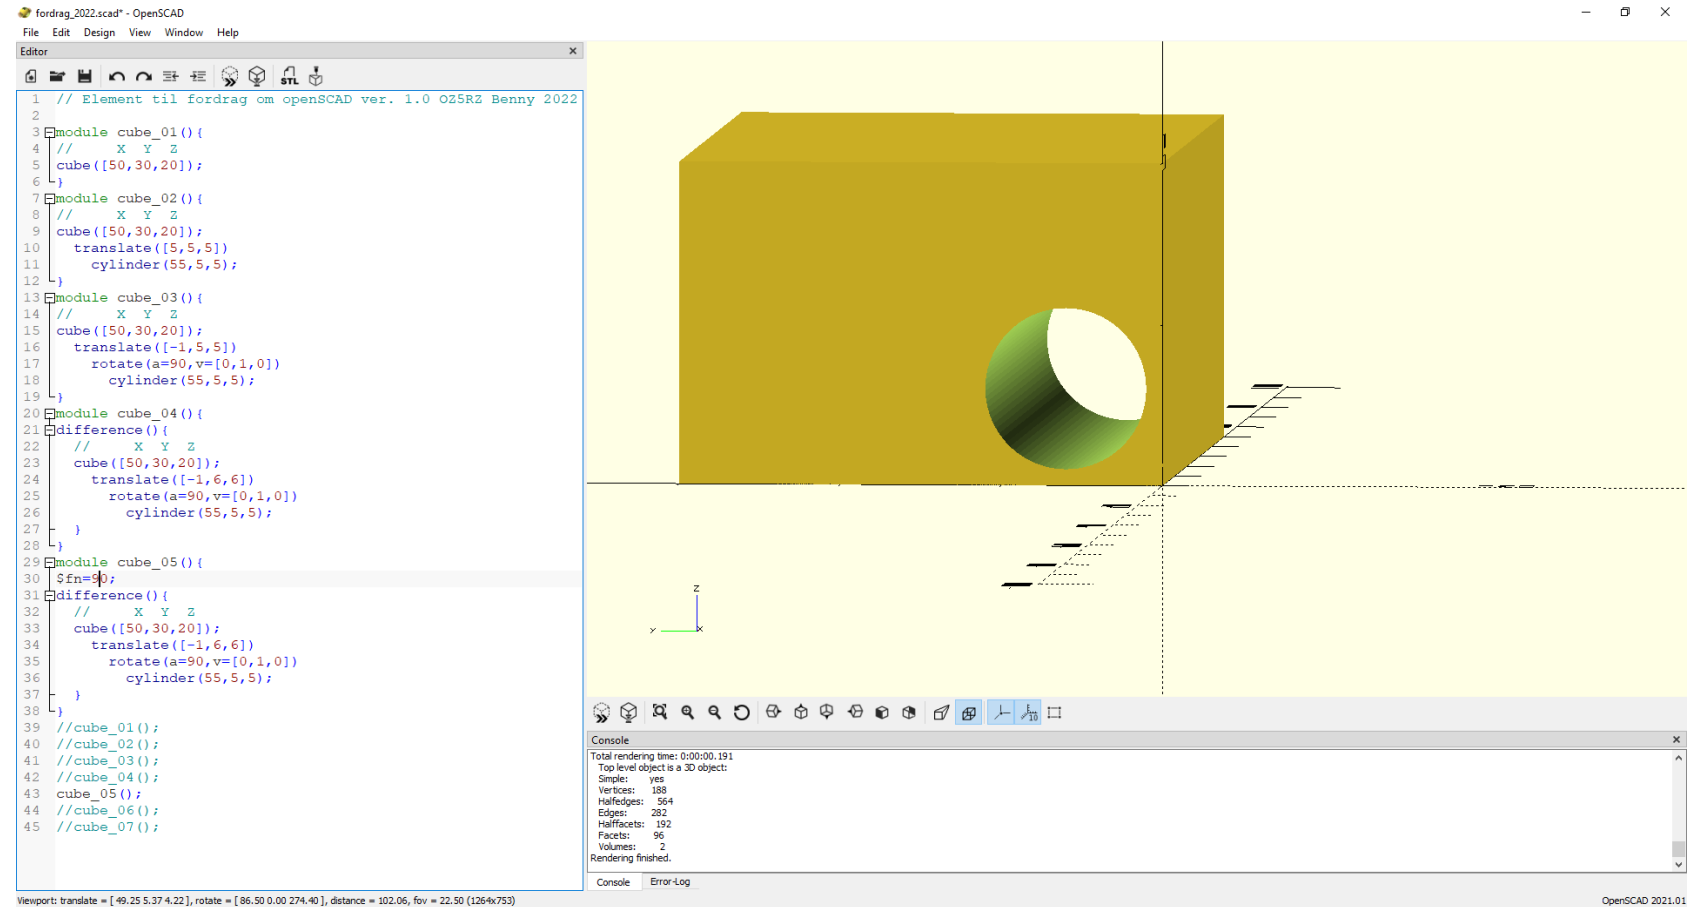 fordrag_2022.scad* - OpenSCAD
File Edit Design View Window Help
Editor
STL
1 // Element til fordrag om openSCAD ver. 1.0 OZ5RZ Benny 2022
2
3 module cube_01(){
4 //     X  Y  Z
5 cube([50,30,20]);
6 }
7 module cube_02(){
8 //     X  Y  Z
9 cube([50,30,20]);
10   translate([5,5,5])
11     cylinder(55,5,5);
12 }
13 module cube_03(){
14 //     X  Y  Z
15 cube([50,30,20]);
16   translate([-1,5,5])
17     rotate(a=90,v=[0,1,0])
18       cylinder(55,5,5);
19 }
20 module cube_04(){
21 difference(){
22   //     X  Y  Z
23   cube([50,30,20]);
24     translate([-1,6,6])
25       rotate(a=90,v=[0,1,0])
26         cylinder(55,5,5);
27   }
28 }
29 module cube_05(){
30 $fn=90;
31 difference(){
32   //     X  Y  Z
33   cube([50,30,20]);
34     translate([-1,6,6])
35       rotate(a=90,v=[0,1,0])
36         cylinder(55,5,5);
37   }
38 }
39 //cube_01();
40 //cube_02();
41 //cube_03();
42 //cube_04();
43 cube_05();
44 //cube_06();
45 //cube_07();
z
y x
10
Console
Total rendering time: 0:00:00.191
Top level object is a 3D object:
Simple: yes
Vertices: 188
Halfedges: 564
Edges: 282
Halffacets: 192
Facets: 96
Volumes: 2
Rendering finished.
Console Error-Log
Viewport: translate = [ 49.25 5.37 4.22 ], rotate = [ 86.50 0.00 274.40 ], distance = 102.06, fov = 22.50 (1264x753)
OpenSCAD 2021.01